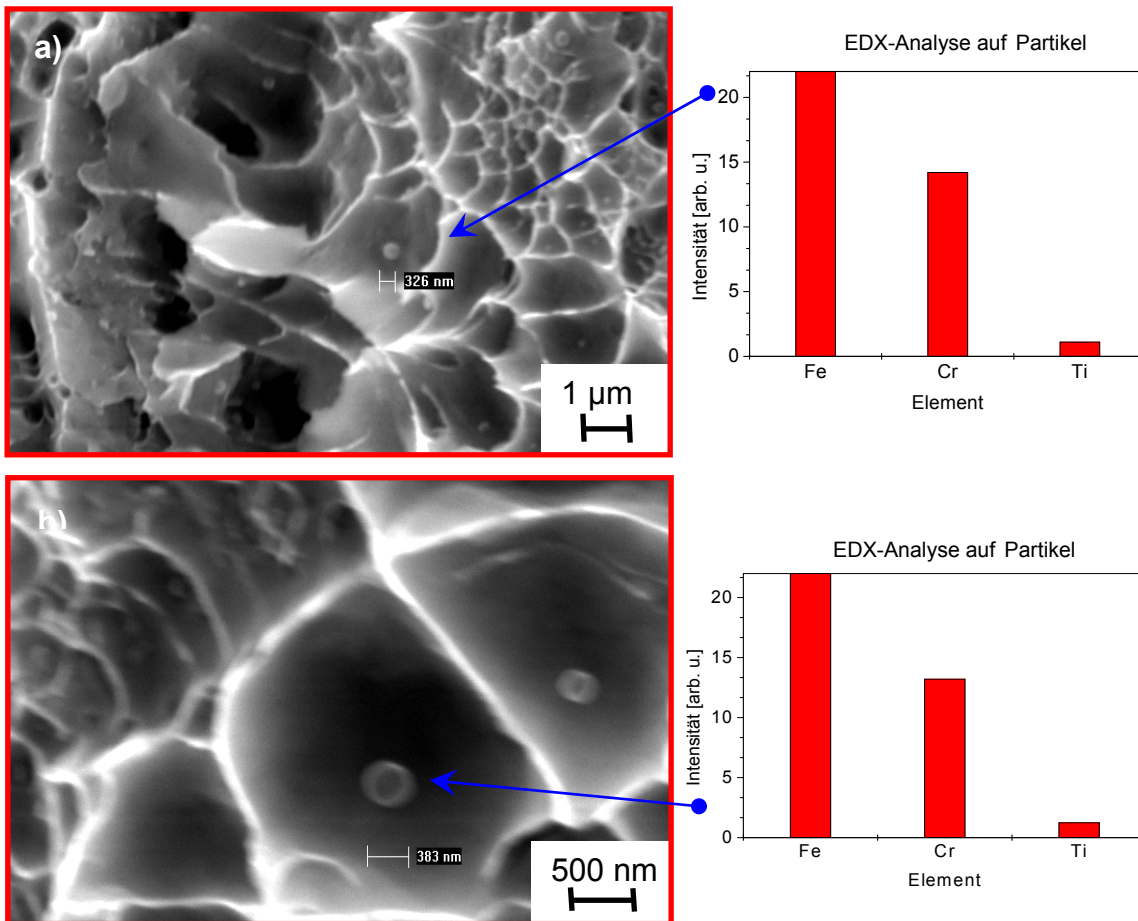 a)
326 nm
1 µm
EDX-Analyse auf Partikel
Intensität [arb. u.]
20
15
10
5
0
Fe Cr Ti
Element
b)
383 nm
500 nm
EDX-Analyse auf Partikel
Intensität [arb. u.]
20
15
10
5
0
Fe Cr Ti
Element